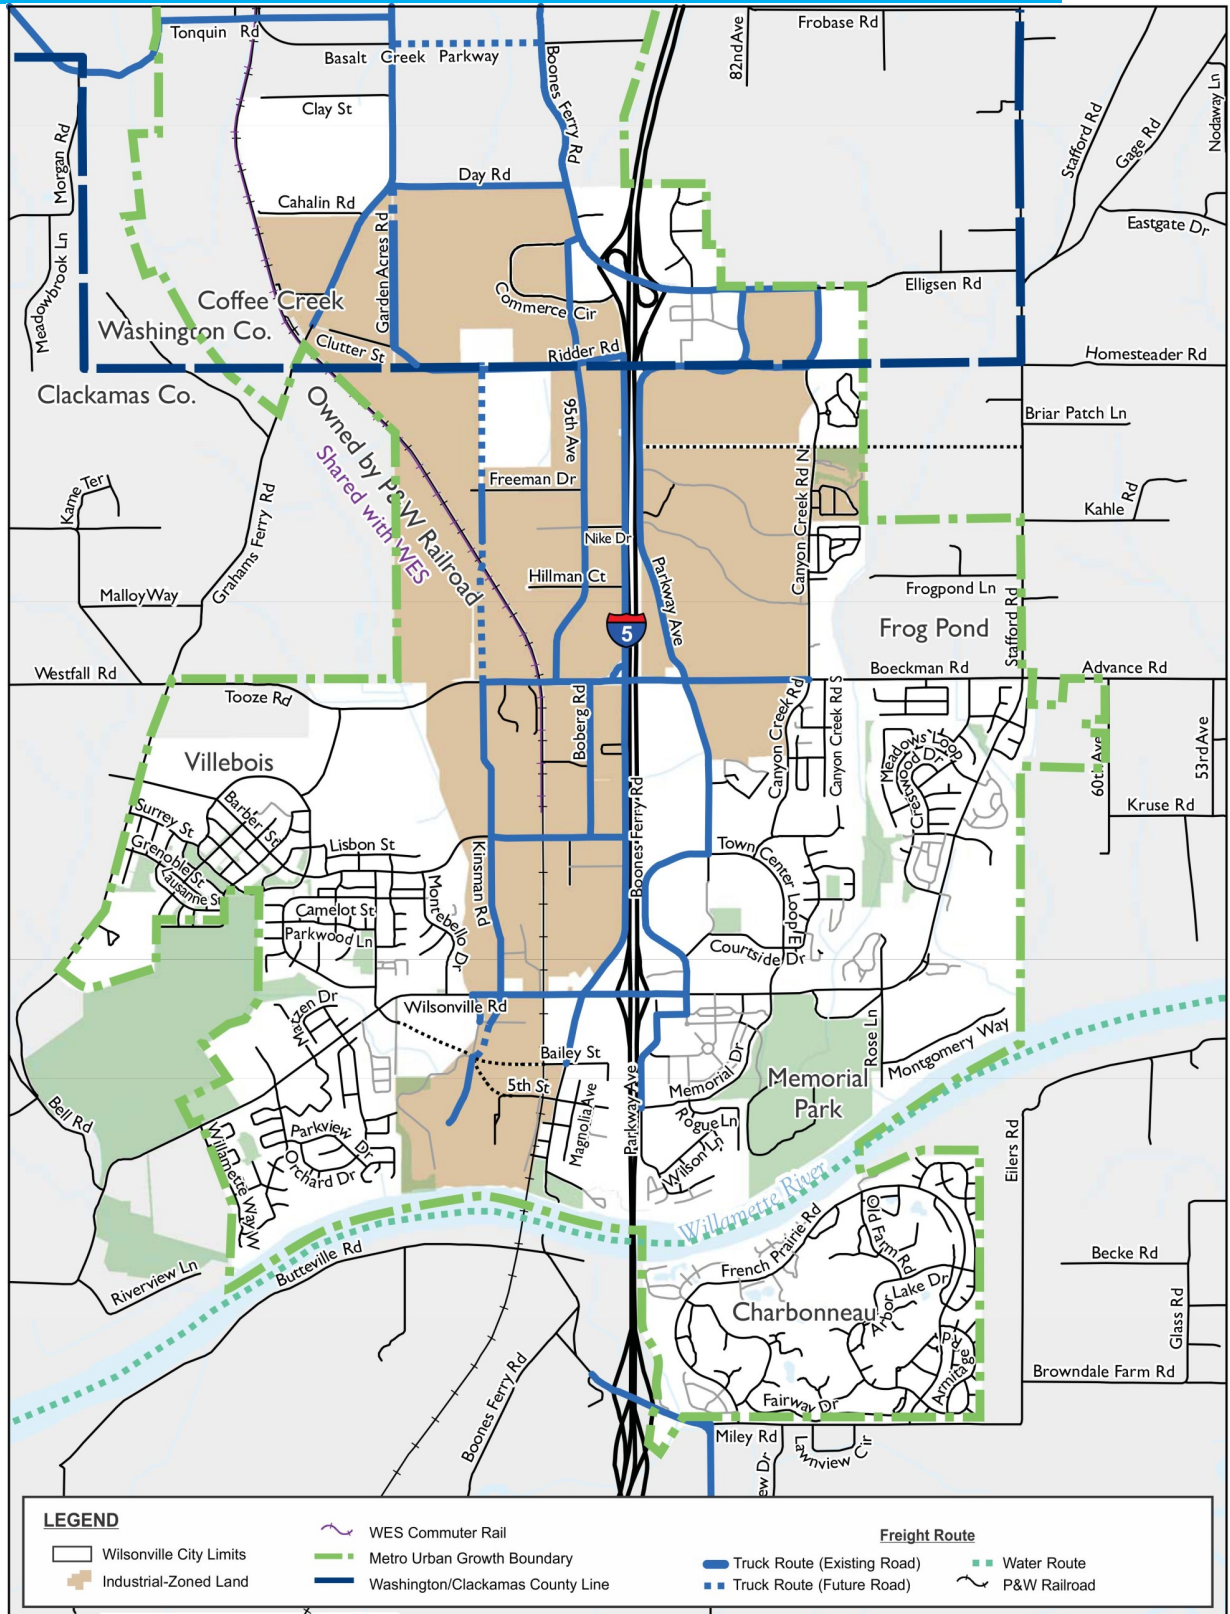 Tonquin Rd
Basalt Creek Parkway
Boones Ferry Rd
82nd Ave
Frobase Rd
Clay St
Morgan Rd
Stafford Rd
Gage Rd
Nodaway Ln
Day Rd
Cahalin Rd
Garden Acres Rd
Eastgate Dr
Meadowbrook Ln
Elligsen Rd
Coffee Creek
Commerce Cir
Washington Co.
Clutter St
Ridder Rd
Homesteader Rd
Clackamas Co.
Owned by P&W Railroad
Shared with WES
95th Ave
Briar Patch Ln
Canyon Creek Rd N
Freeman Dr
Kame Ter
Grahams Ferry Rd
Kahle Rd
Nike Dr
Parkway Ave
Hillman Ct
Malloy Way
Frogpond Ln
5
Frog Pond
Stafford Rd
Westfall Rd
Boeckman Rd
Advance Rd
Tooze Rd
Boberg Rd
Canyon Creek Rd
Canyon Creek Rd S
Meadows Loop
Crestwood Dr
60th Ave
53rd Ave
Villebois
Kruse Rd
Surrey St
Barber St
Boones Ferry Rd
Grenoble St
Lausanne St
Lisbon St
Kinsman Rd
Town Center Loop E
Montebello Dr
Camelot St
Parkwood Ln
Courtside Dr
Wilsonville Rd
Maxzen Dr
Rose Ln
Montgomery Way
Bailey St
5th St
Memorial Dr
Memorial
Park
Parkway Ave
Magnolia Ave
Rogue Ln
Wilson Ln
Bell Rd
Parkview Dr
Orchard Dr
Willamette Way W
Eilers Rd
Willamette River
Butteville Rd
Riverview Ln
French Prairie Rd
Old Farm Rd
Becke Rd
Arbor Lake Dr
Charbonneau
Glass Rd
Armitage Rd
Browndale Farm Rd
Fairway Dr
Boones Ferry Rd
Miley Rd
Lawnview Cir
ew Dr
LEGEND
Wilsonville City Limits
Industrial-Zoned Land
WES Commuter Rail
Metro Urban Growth Boundary
Washington/Clackamas County Line
Freight Route
Truck Route (Existing Road)
Truck Route (Future Road)
Water Route
P&W Railroad